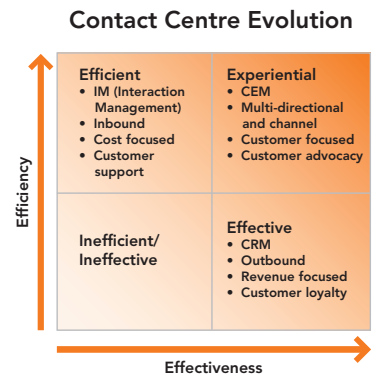 Contact Centre Evolution
Efficiency
Efficient
• IM (Interaction
Management)
• Inbound
• Cost focused
• Customer
support
Experiential
• CEM
• Multi-directional
and channel
• Customer focused
• Customer advocacy
Inefficient/
Ineffective
Effective
• CRM
• Outbound
• Revenue focused
• Customer loyalty
Effectiveness